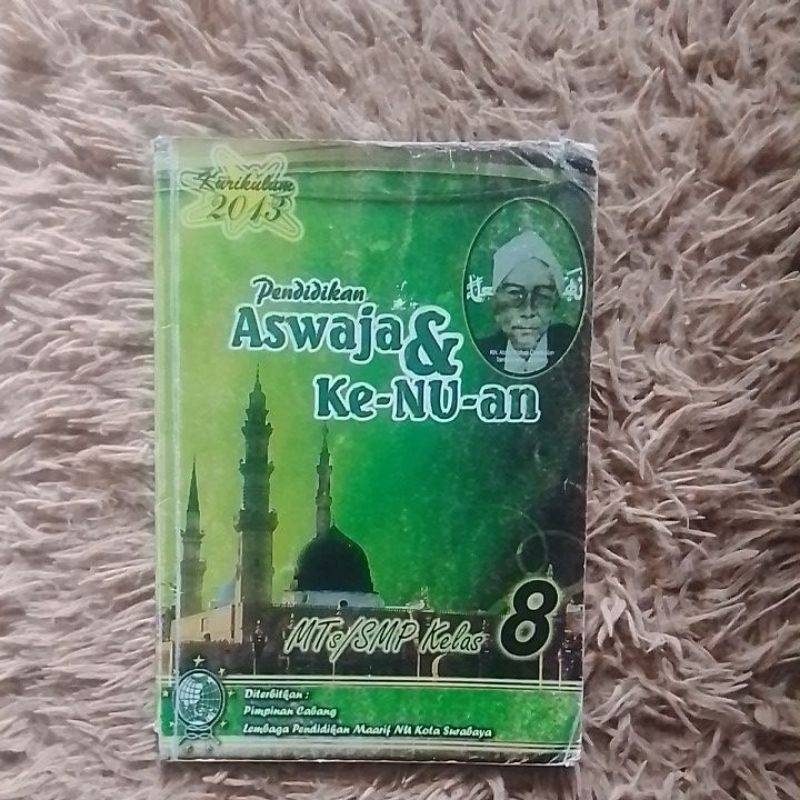 Kurikulum
2013
Pendidikan
Aswaja &
Ke-NU-an
MTs/SMP Kelas 8
Diterbitkan :
Pimpinan Cabang
Lembaga Pendidikan Maarif NU Kota Surabaya